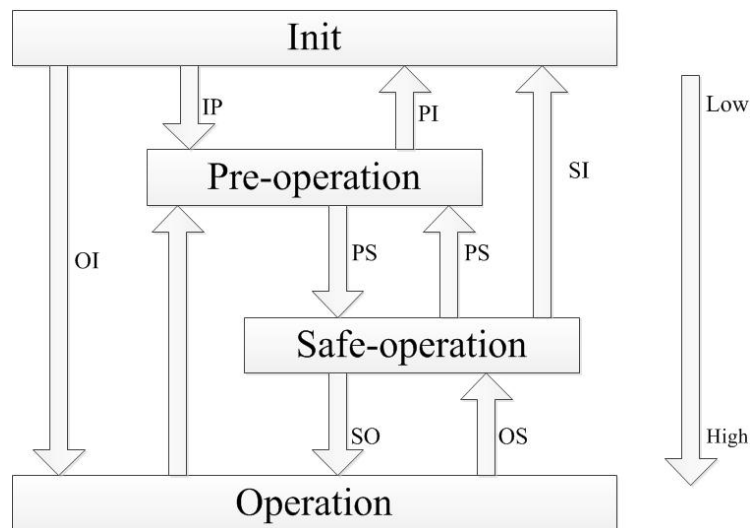 Init
Low
IP
PI
Pre-operation
SI
OI
PS
PS
Safe-operation
SO
OS
High
Operation